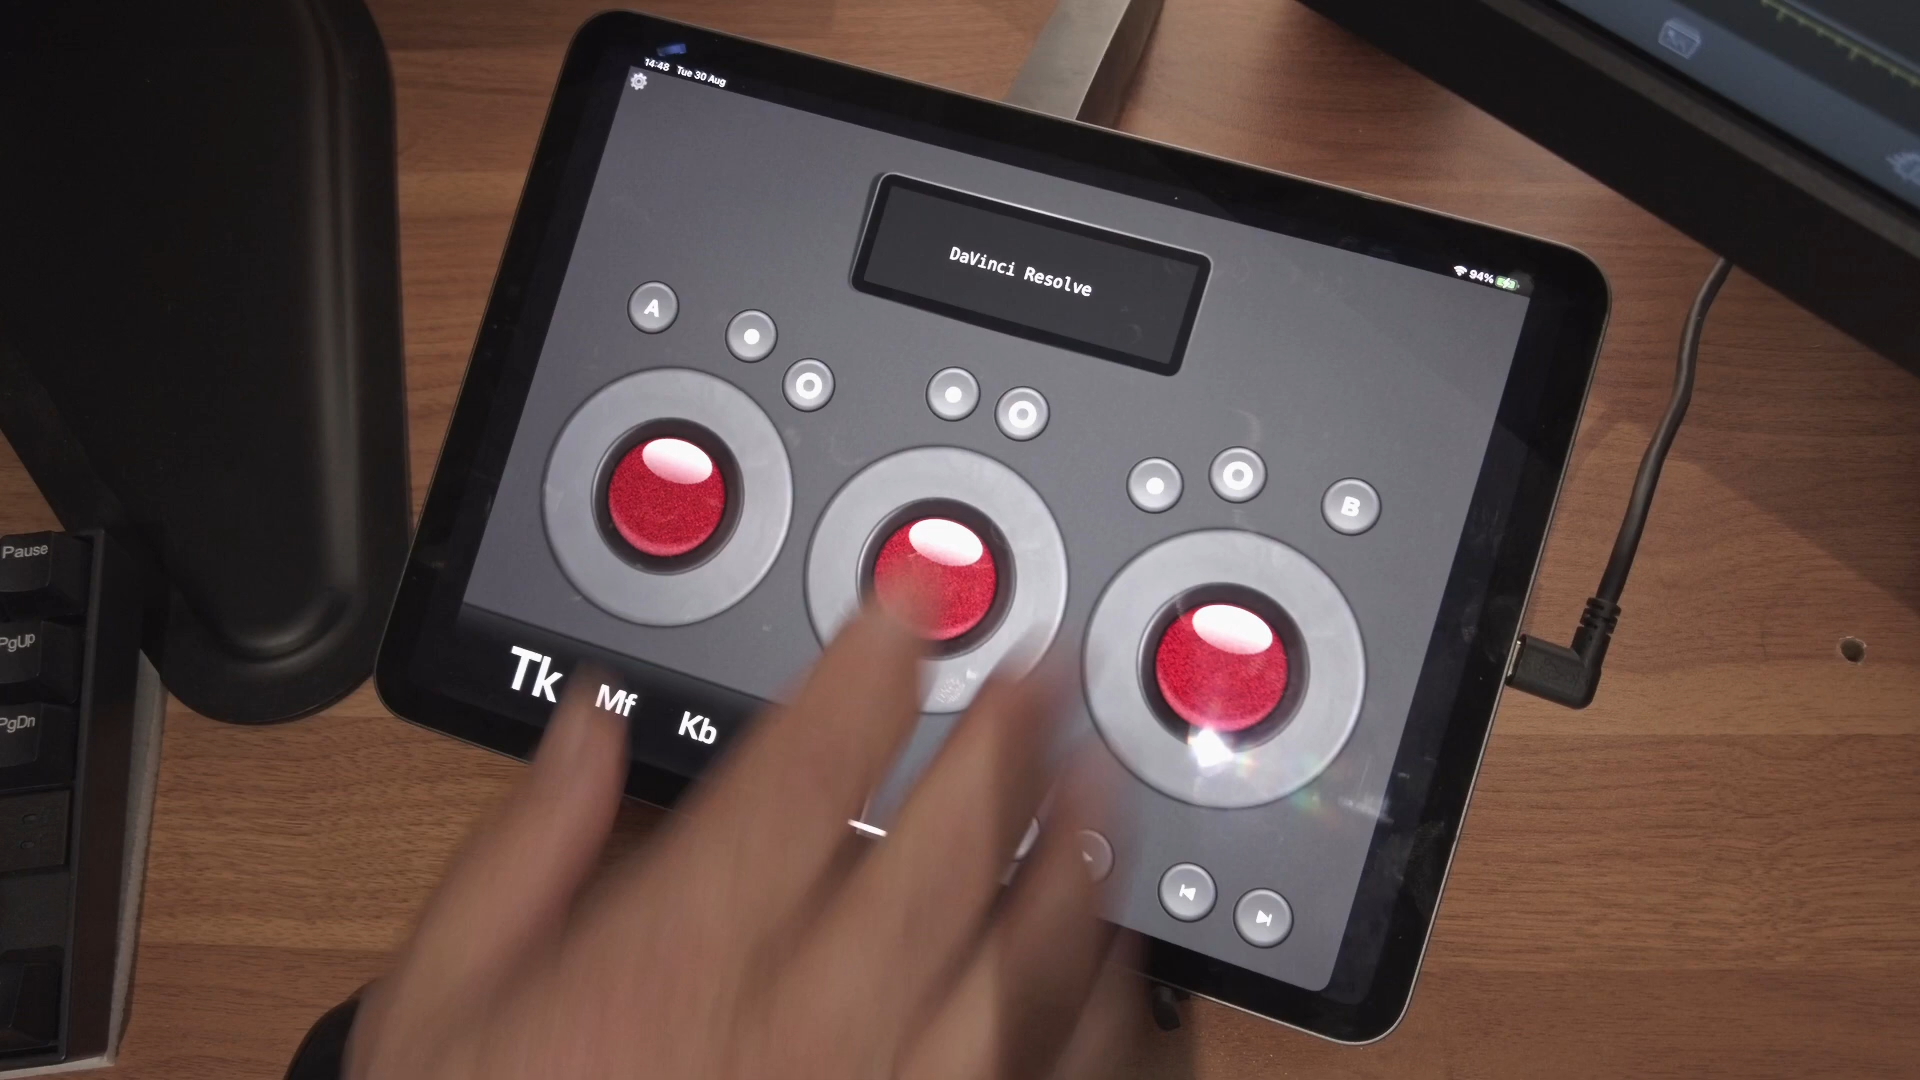 14:48 Tue 30 Aug
94%
DaVinci Resolve
A
B
Tk Mf Kb
Pause
PgUp
PgDn